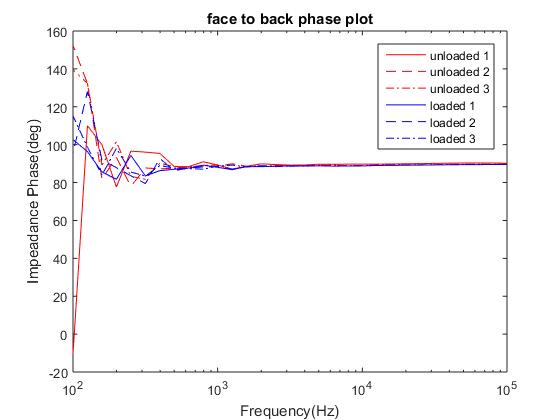 face to back phase plot
160
140
120
100
80
60
40
20
0
-20
Impeadance Phase(deg)
unloaded 1
unloaded 2
unloaded 3
loaded 1
loaded 2
loaded 3
10^2
10^3
10^4
10^5
Frequency(Hz)